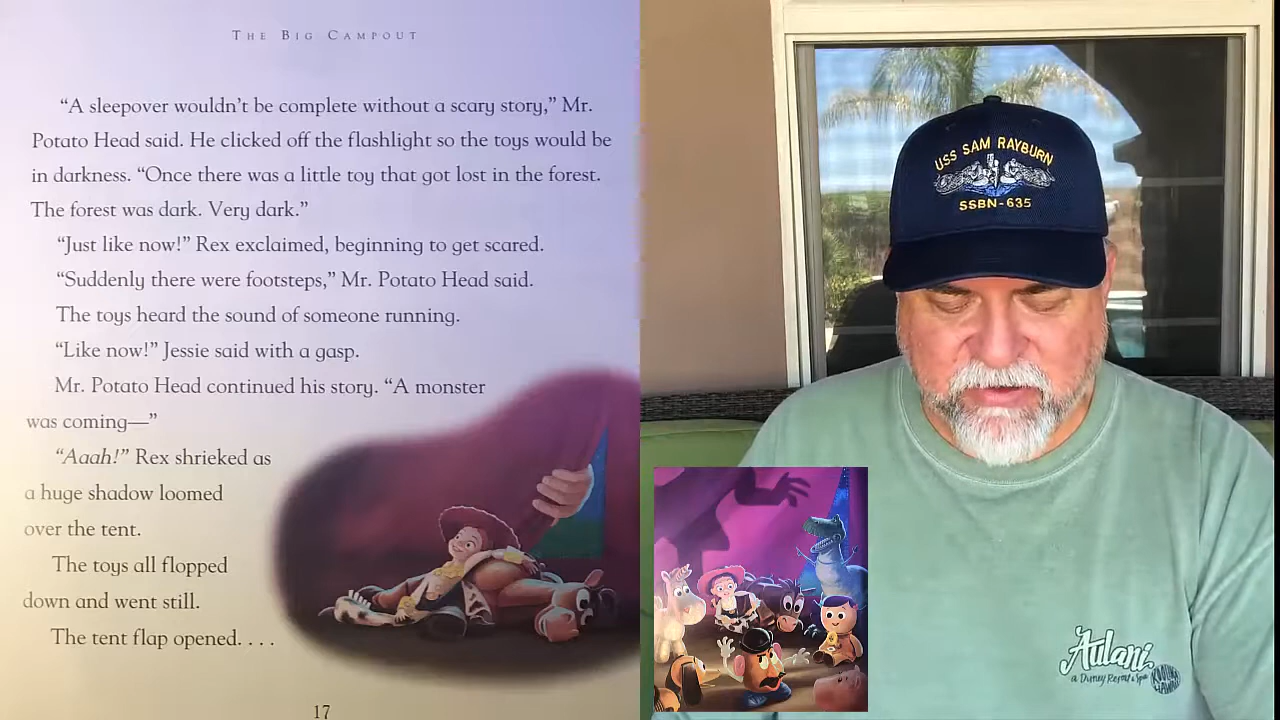 THE BIG CAMPOUT
“A sleepover wouldn’t be complete without a scary story,” Mr.
Potato Head said. He clicked off the flashlight so the toys would be
in darkness. “Once there was a little toy that got lost in the forest.
The forest was dark. Very dark.”
“Just like now!” Rex exclaimed, beginning to get scared.
“Suddenly there were footsteps,” Mr. Potato Head said.
The toys heard the sound of someone running.
“Like now!” Jessie said with a gasp.
Mr. Potato Head continued his story. “A monster
was coming—”
“Aaah!” Rex shrieked as
a huge shadow loomed
over the tent.
The toys all flopped
down and went still.
The tent flap opened. . . .
17
USS SAM RAYBURN
SSBN-635
Aulani
a Disney Resort & Spa